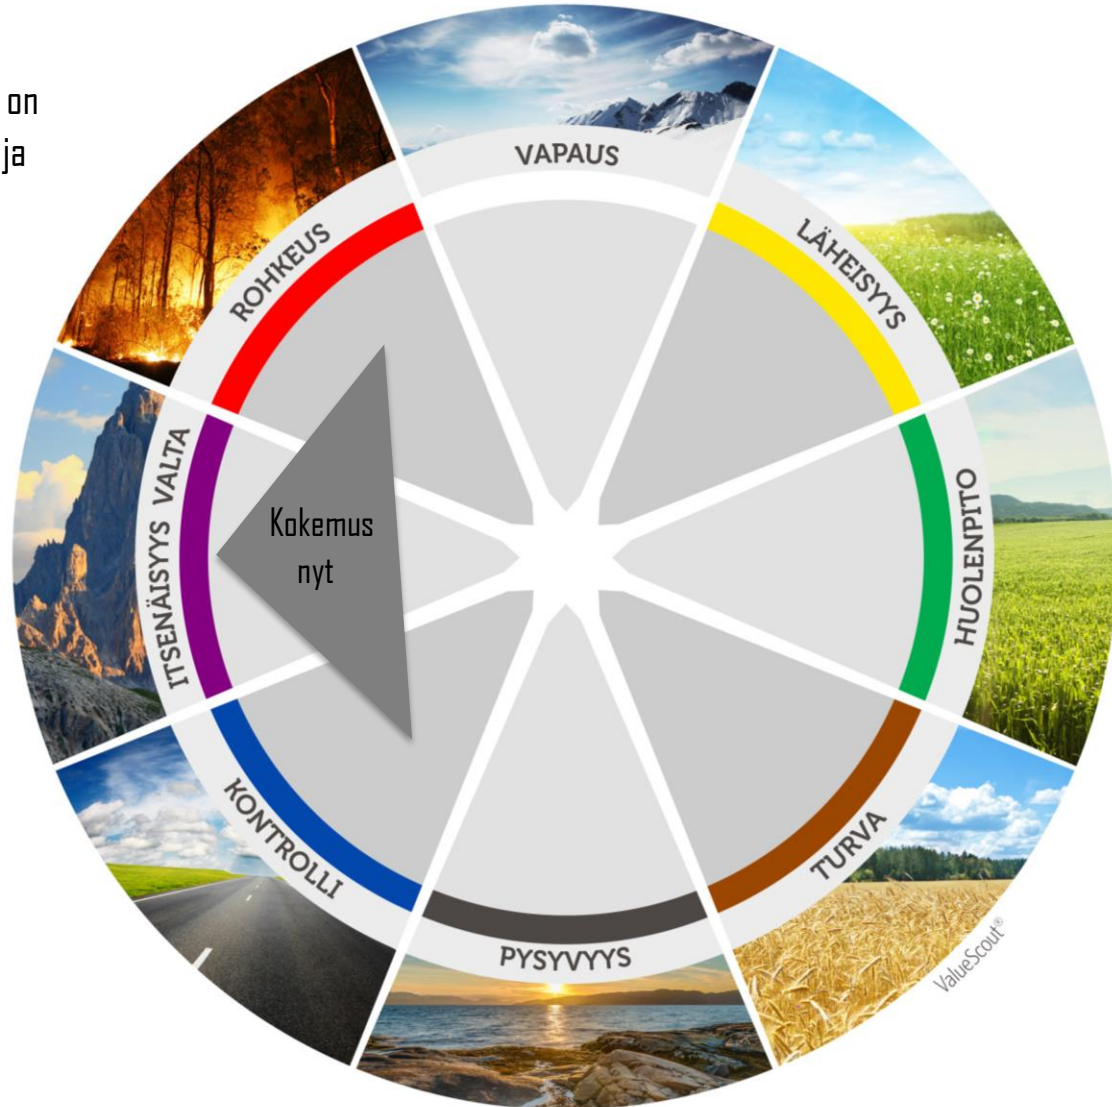 on
ja
VAPAUS
ROHKEUS
LÄHEISYYS
ITSENÄISYYS VALTA
Kokemus
nyt
HUOLENPITO
KONTROLLI
TURVA
PYSYVYYS
ValueScout®